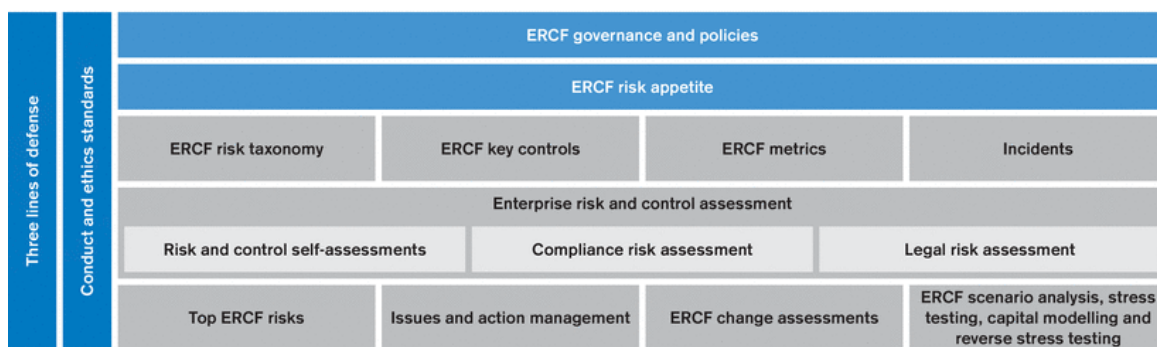 Three lines of defense
Conduct and ethics standards
ERCF governance and policies
ERCF risk appetite
ERCF risk taxonomy
ERCF key controls
ERCF metrics
Incidents
Enterprise risk and control assessment
Risk and control self-assessments
Compliance risk assessment
Legal risk assessment
Top ERCF risks
Issues and action management
ERCF change assessments
ERCF scenario analysis, stress
testing, capital modelling and
reverse stress testing